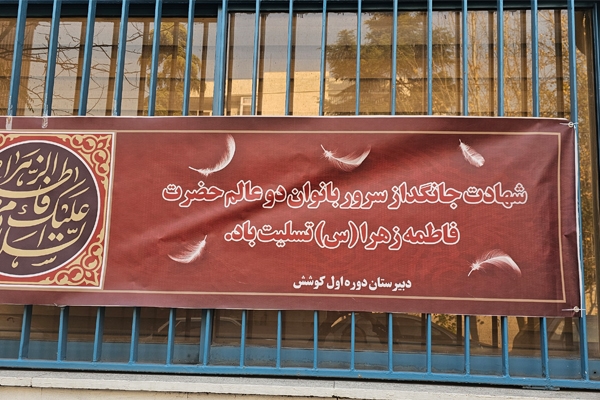 شهادت جانگداز سرور بانوان دو عالم حضرت
فاطمه زهرا (س) تسلیت باد.
دبیرستان دوره اول کوشش